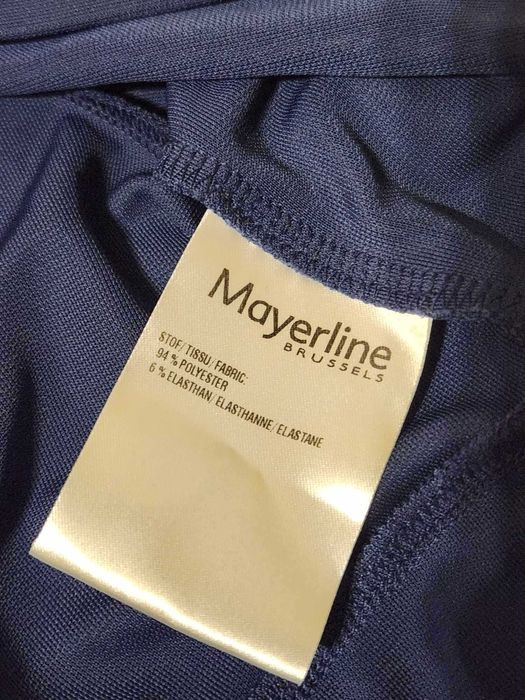 Mayerline
BRUSSELS
STOF/TISSU/FABRIC:
94 % POLYESTER
6 % ELASTHAN/ELASTHANNE/ELASTANE